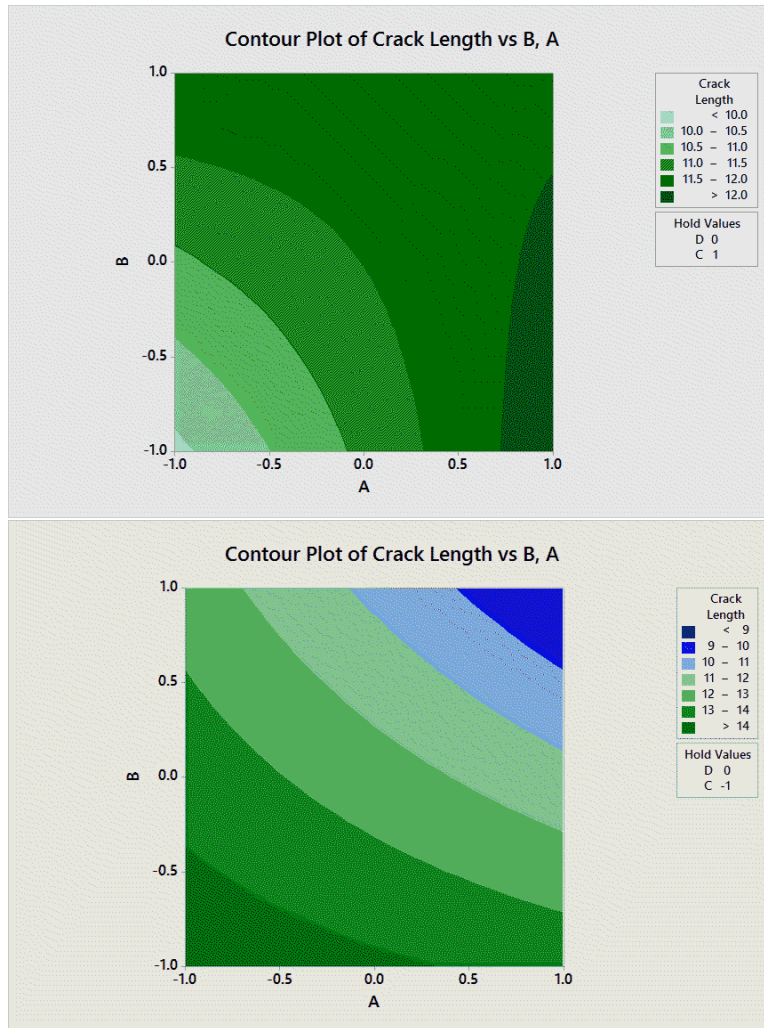 Contour Plot of Crack Length vs B, A
1.0
0.5
0.0
-0.5
-1.0
B
-1.0 -0.5 0.0 0.5 1.0
A
Crack
Length
< 10.0
10.0 – 10.5
10.5 – 11.0
11.0 – 11.5
11.5 – 12.0
> 12.0
Hold Values
D 0
C 1
Contour Plot of Crack Length vs B, A
1.0
0.5
0.0
-0.5
-1.0
B
-1.0 -0.5 0.0 0.5 1.0
A
Crack
Length
< 9
9 – 10
10 – 11
11 – 12
12 – 13
13 – 14
> 14
Hold Values
D 0
C -1